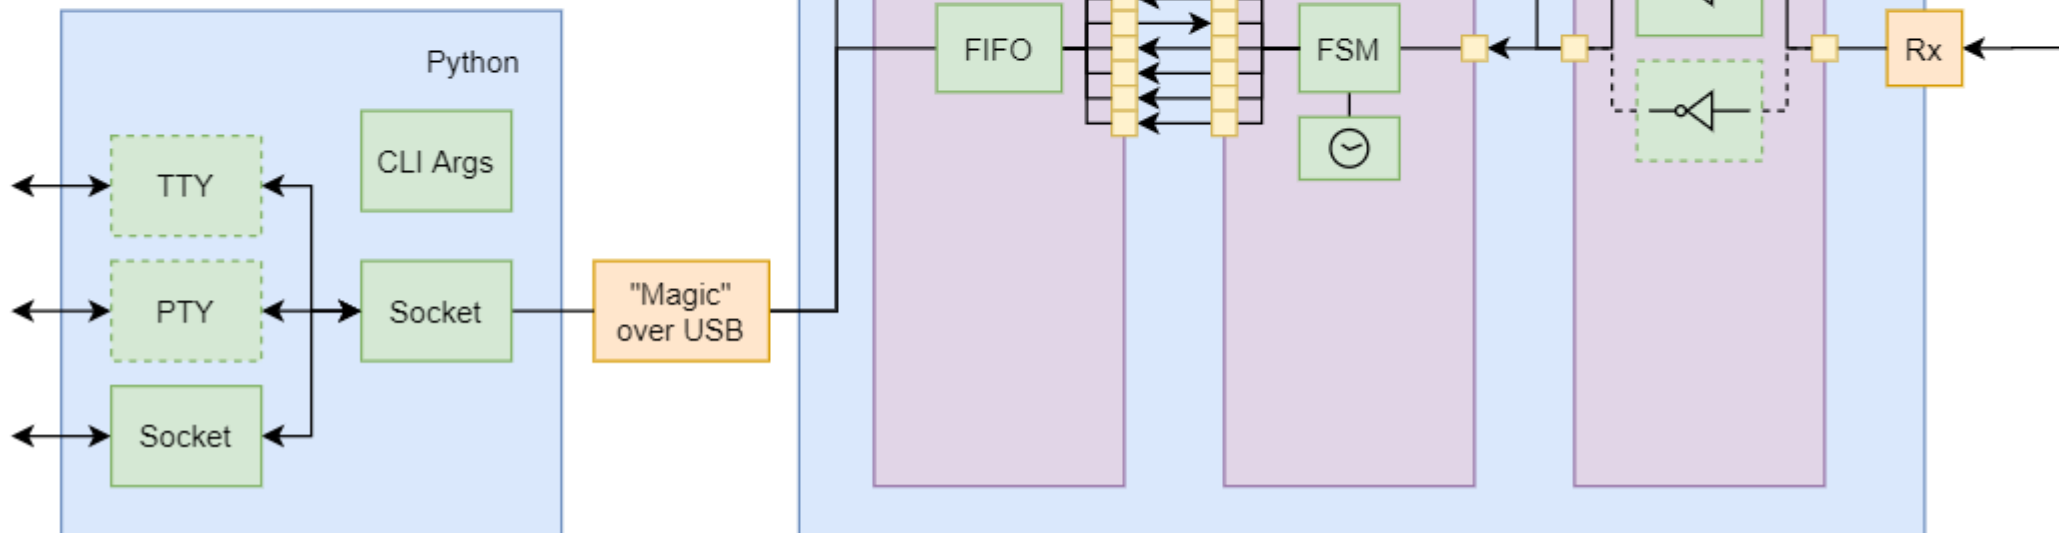 Python
CLI Args
TTY
PTY
Socket
Socket
"Magic"
over USB
FIFO
FSM
Rx